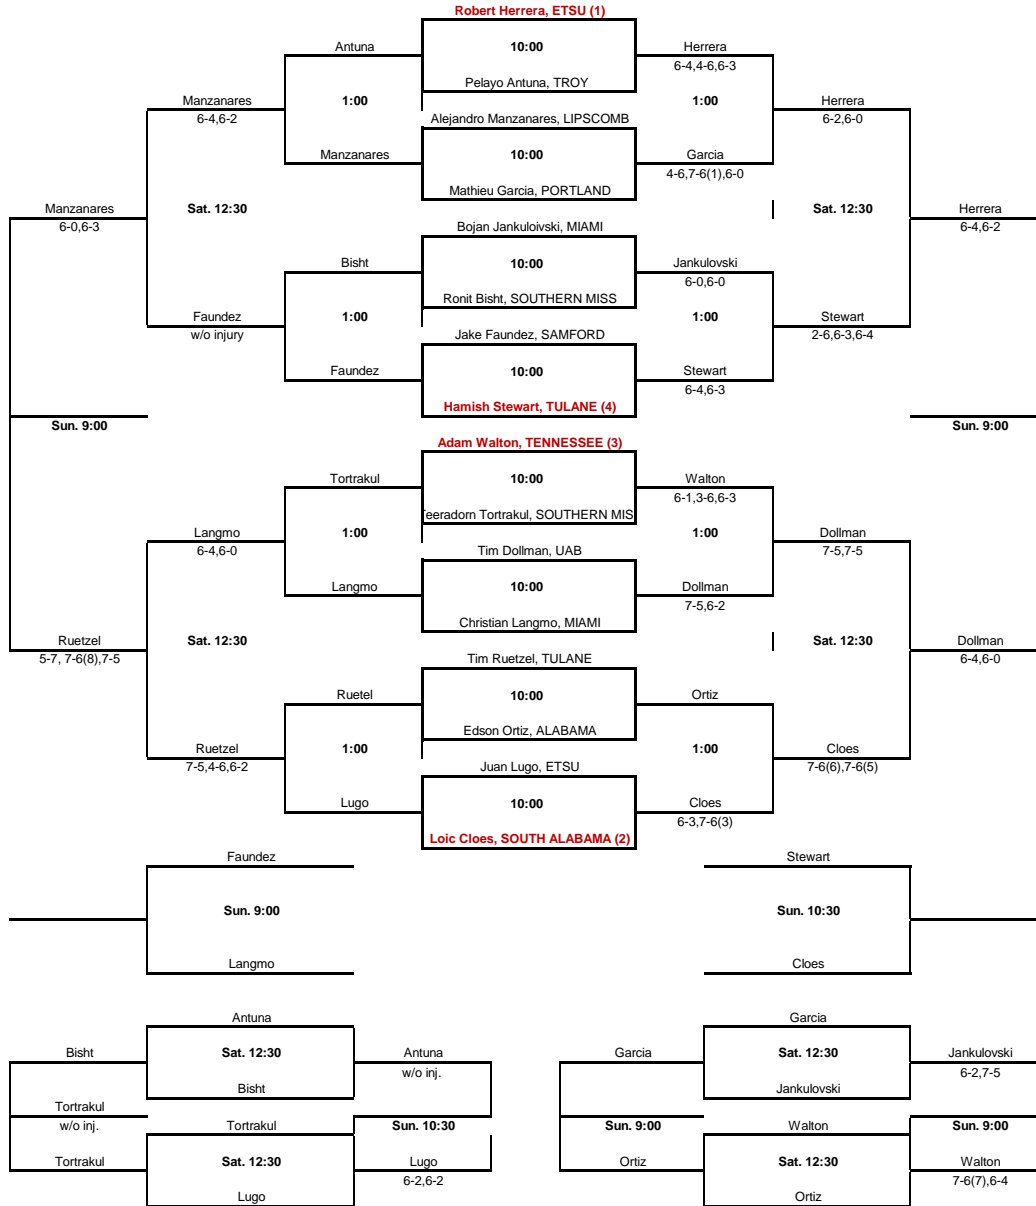 Robert Herrera, ETSU (1)
Antuna 10:00 Herrera
6-4,4-6,6-3
Pelayo Antuna, TROY
Manzanares 1:00 1:00 Herrera
6-4,6-2 6-2,6-0
Alejandro Manzanares, LIPSCOMB
Manzanares 10:00 Garcia
4-6,7-6(1),6-0
Mathieu Garcia, PORTLAND
Manzanares Sat. 12:30 Sat. 12:30 Herrera
6-0,6-3 6-4,6-2
Bojan Jankuloivski, MIAMI
Bisht 10:00 Jankulovski
6-0,6-0
Ronit Bisht, SOUTHERN MISS
Faundez 1:00 1:00 Stewart
w/o injury 2-6,6-3,6-4
Jake Faundez, SAMFORD
Faundez 10:00 Stewart
6-4,6-3
Hamish Stewart, TULANE (4)
Sun. 9:00 Sun. 9:00
Adam Walton, TENNESSEE (3)
Tortrakul 10:00 Walton
6-1,3-6,6-3
eeradorn Tortrakul, SOUTHERN MIS
Langmo 1:00 1:00 Dollman
6-4,6-0 7-5,7-5
Tim Dollman, UAB
Langmo 10:00 Dollman
7-5,6-2
Christian Langmo, MIAMI
Ruetzel Sat. 12:30 Sat. 12:30 Dollman
5-7, 7-6(8),7-5 6-4,6-0
Tim Ruetzel, TULANE
Ruetel 10:00 Ortiz
Edson Ortiz, ALABAMA
Ruetzel 1:00 1:00 Cloes
7-5,4-6,6-2 7-6(6),7-6(5)
Juan Lugo, ETSU
Lugo 10:00 Cloes
6-3,7-6(3)
Loic Cloes, SOUTH ALABAMA (2)
Faundez Stewart
Sun. 9:00 Sun. 10:30
Langmo Cloes
Antuna Garcia
Bisht Sat. 12:30 Antuna Garcia Sat. 12:30 Jankulovski
w/o inj. 6-2,7-5
Bisht Jankulovski
Tortrakul
w/o inj. Tortrakul Sun. 10:30 Sun. 9:00 Walton Sun. 9:00
Tortrakul Sat. 12:30 Lugo Ortiz Sat. 12:30 Walton
6-2,6-2 7-6(7),6-4
Lugo Ortiz